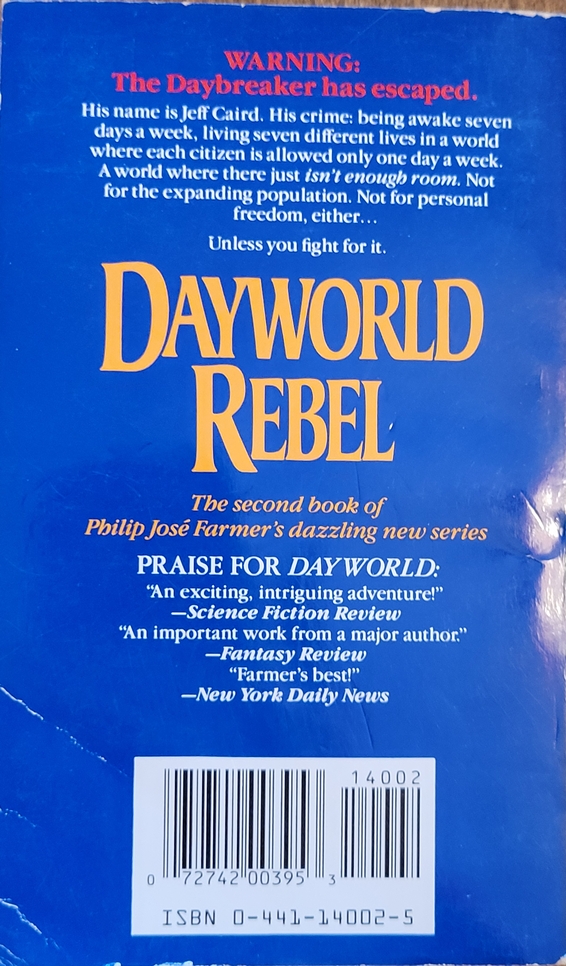 WARNING:
The Daybreaker has escaped.
His name is Jeff Caird. His crime: being awake seven
days a week, living seven different lives in a world
where each citizen is allowed only one day a week.
A world where there just isn't enough room. Not
for the expanding population. Not for personal
freedom, either...
Unless you fight for it.
DAYWORLD
REBEL
The second book of
Philip José Farmer's dazzling new series
PRAISE FOR DAYWORLD:
"An exciting, intriguing adventure!"
—Science Fiction Review
"An important work from a major author."
—Fantasy Review
"Farmer's best!"
—New York Daily News
14002
0 72742 00395 3
ISBN 0-441-14002-5